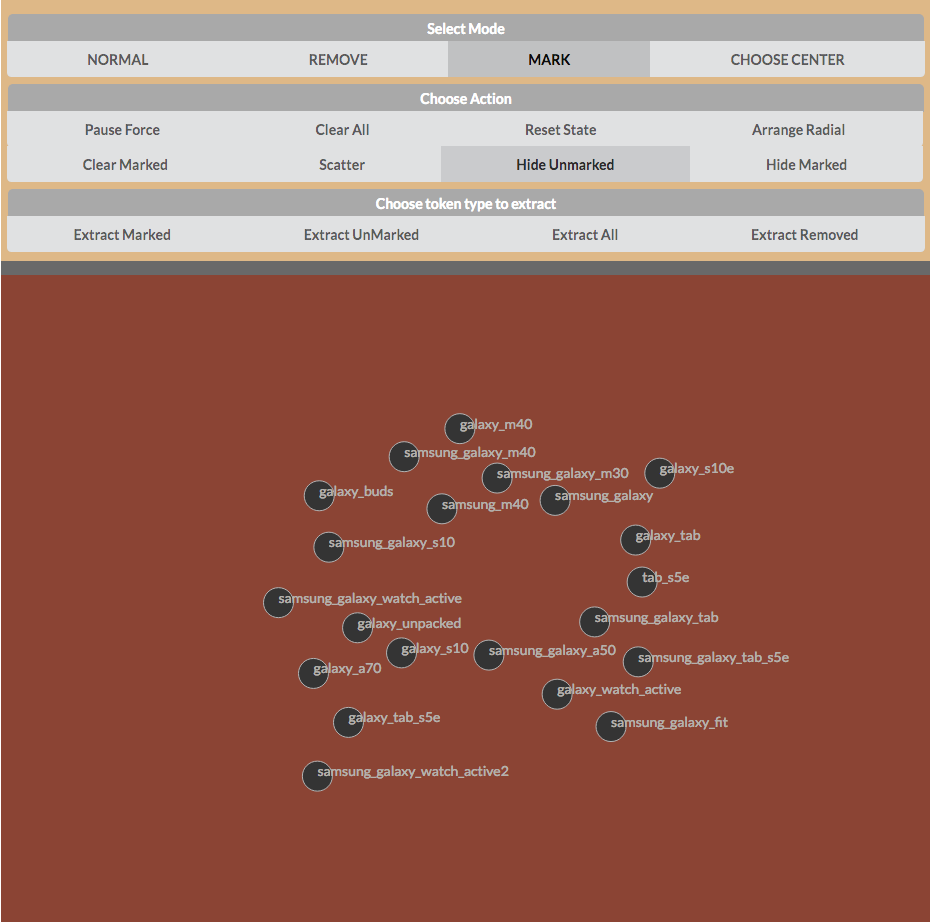 Select Mode
NORMAL REMOVE MARK CHOOSE CENTER
Choose Action
Pause Force Clear All Reset State Arrange Radial
Clear Marked Scatter Hide Unmarked Hide Marked
Choose token type to extract
Extract Marked Extract UnMarked Extract All Extract Removed
galaxy_m40
samsung_galaxy_m40
samsung_galaxy_m30 galaxy_s10e
galaxy_buds samsung_galaxy
samsung_m40
galaxy_tab
samsung_galaxy_s10
tab_s5e
samsung_galaxy_watch_active
samsung_galaxy_tab
galaxy_unpacked
galaxy_s10 samsung_galaxy_a50
samsung_galaxy_tab_s5e
galaxy_a70
galaxy_watch_active
galaxy_tab_s5e
samsung_galaxy_fit
samsung_galaxy_watch_active2